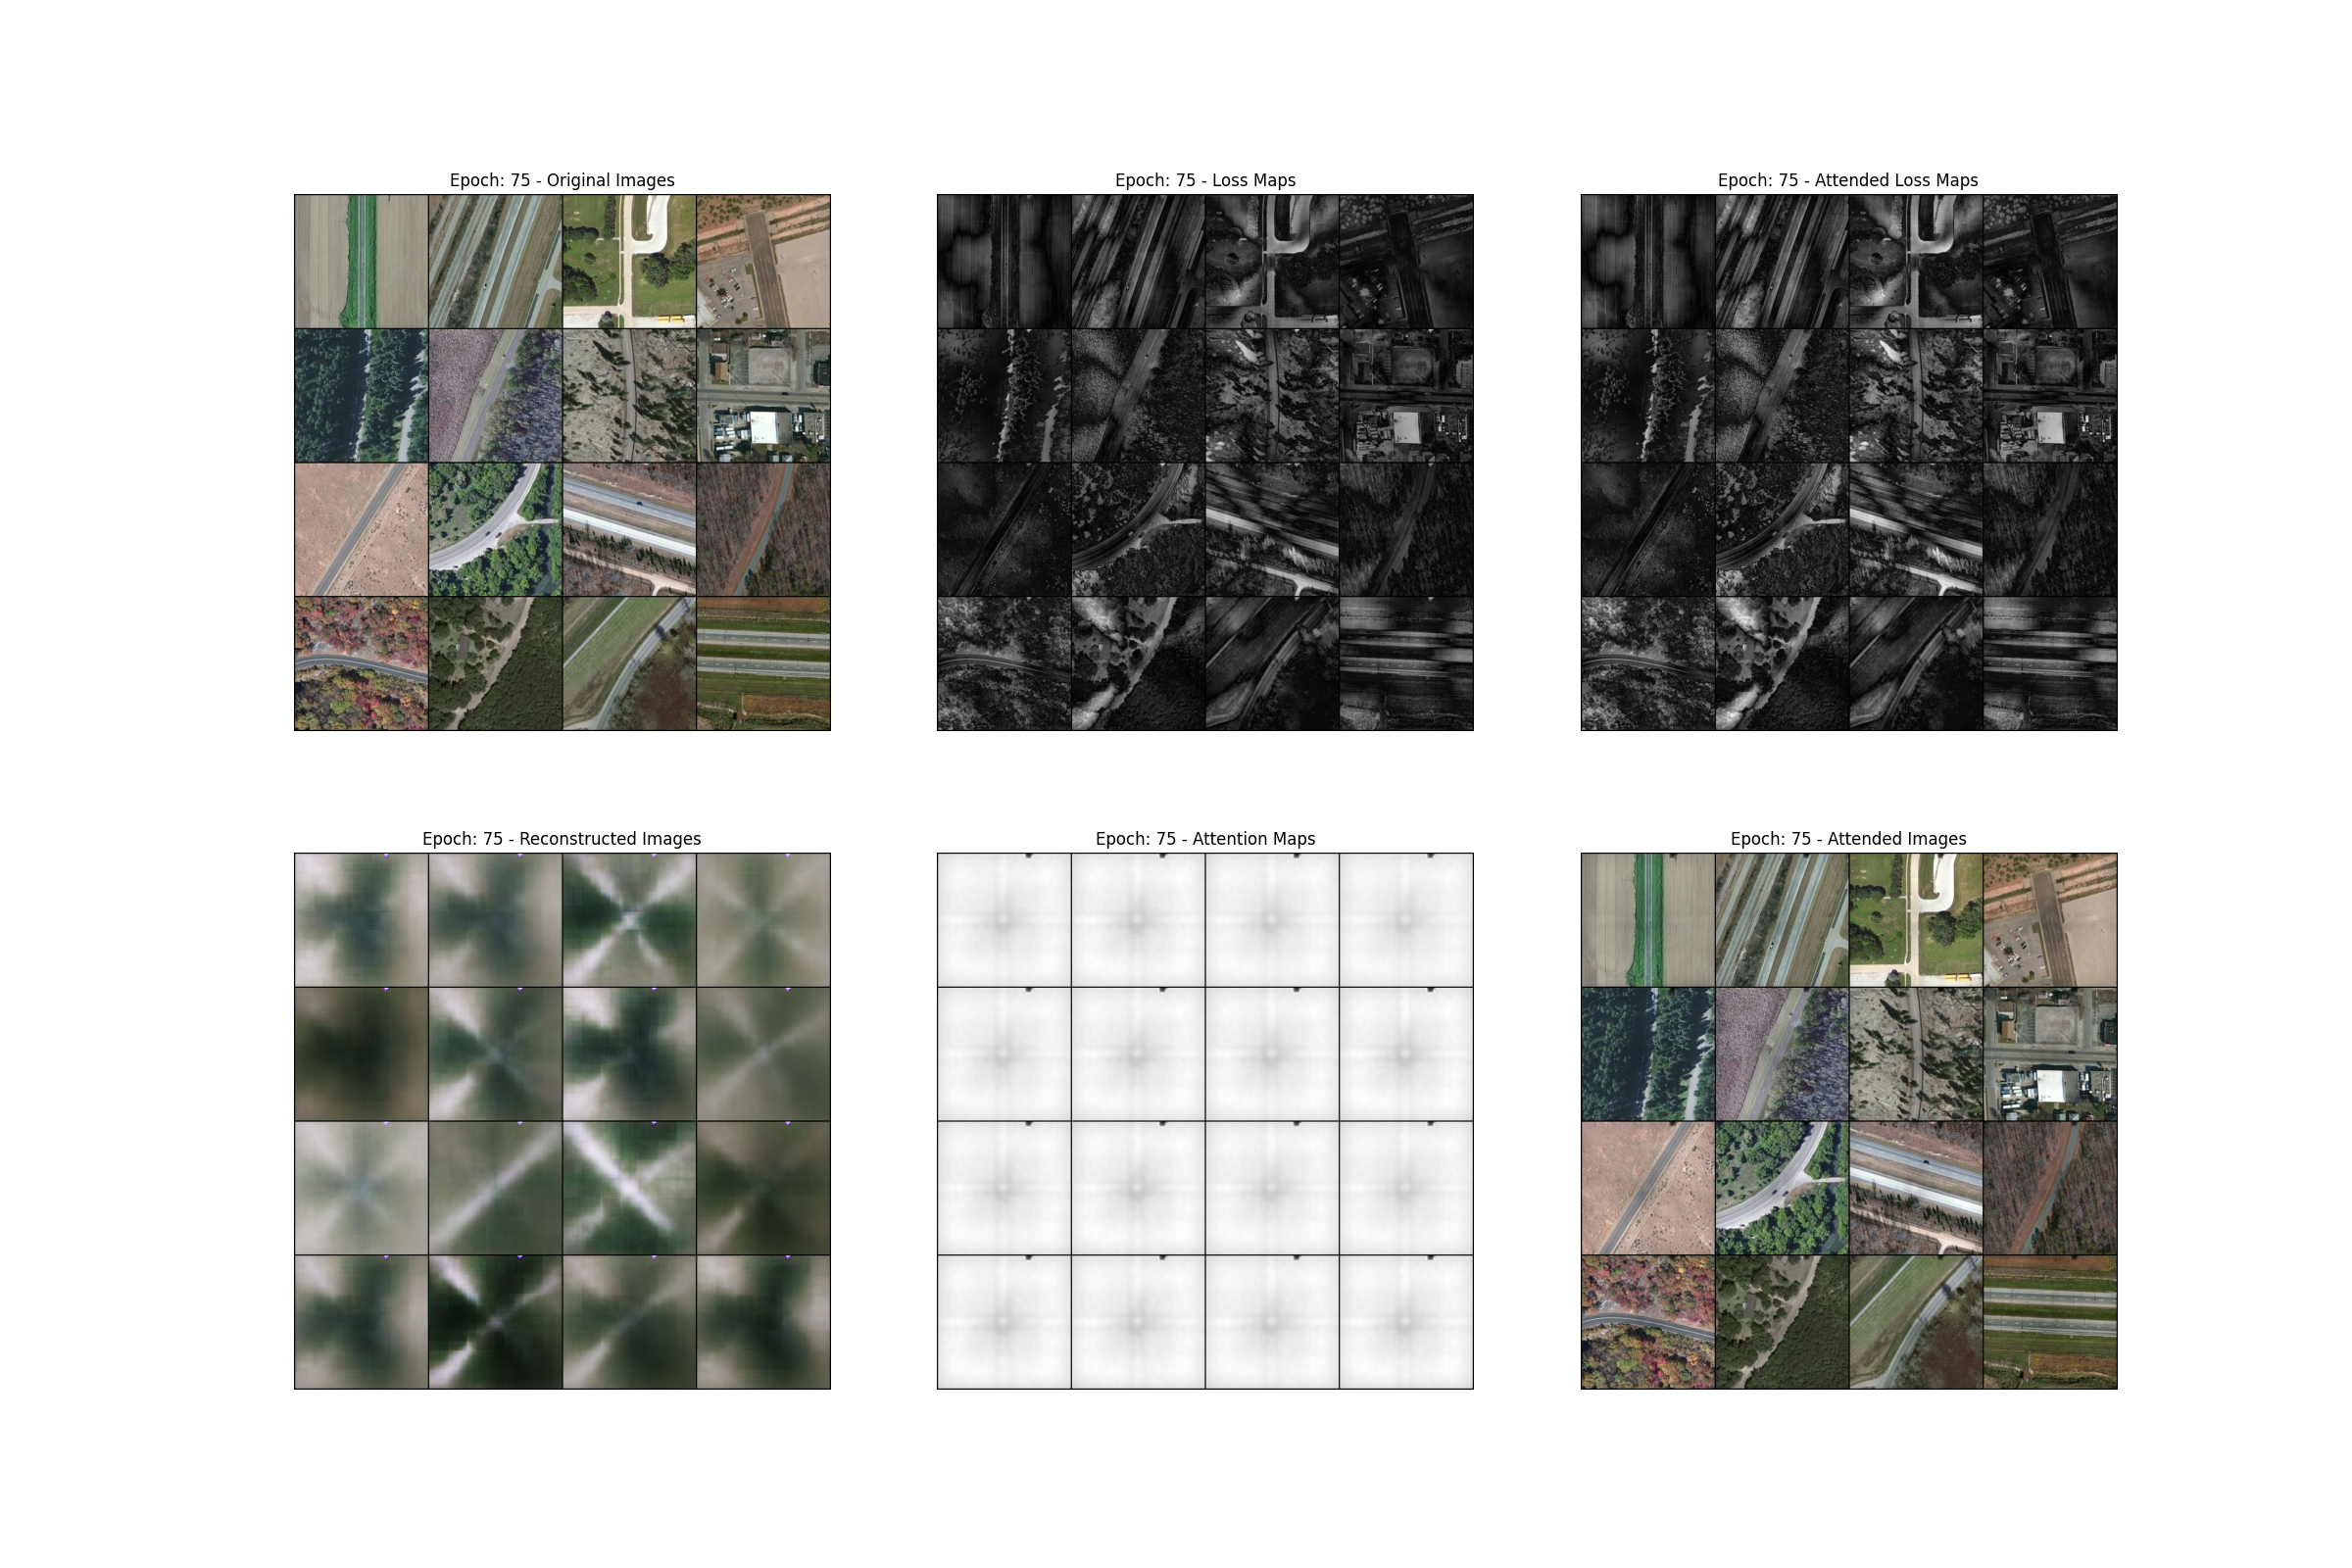 Epoch: 75 - Original Images
Epoch: 75 - Loss Maps
Epoch: 75 - Attended Loss Maps
Epoch: 75 - Reconstructed Images
Epoch: 75 - Attention Maps
Epoch: 75 - Attended Images